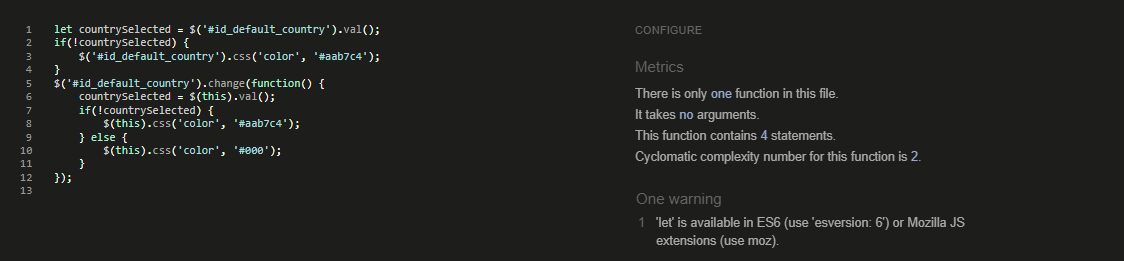 1 let countrySelected = $('#id_default_country').val();
2 if(!countrySelected) {
3 $('#id_default_country').css('color', '#aab7c4');
4 }
5 $('#id_default_country').change(function() {
6 countrySelected = $(this).val();
7 if(!countrySelected) {
8 $(this).css('color', '#aab7c4');
9 } else {
10 $(this).css('color', '#000');
11 }
12 });
13
CONFIGURE
Metrics
There is only one function in this file.
It takes no arguments.
This function contains 4 statements.
Cyclomatic complexity number for this function is 2.
One warning
1 'let' is available in ES6 (use 'esversion: 6') or Mozilla JS
extensions (use moz).